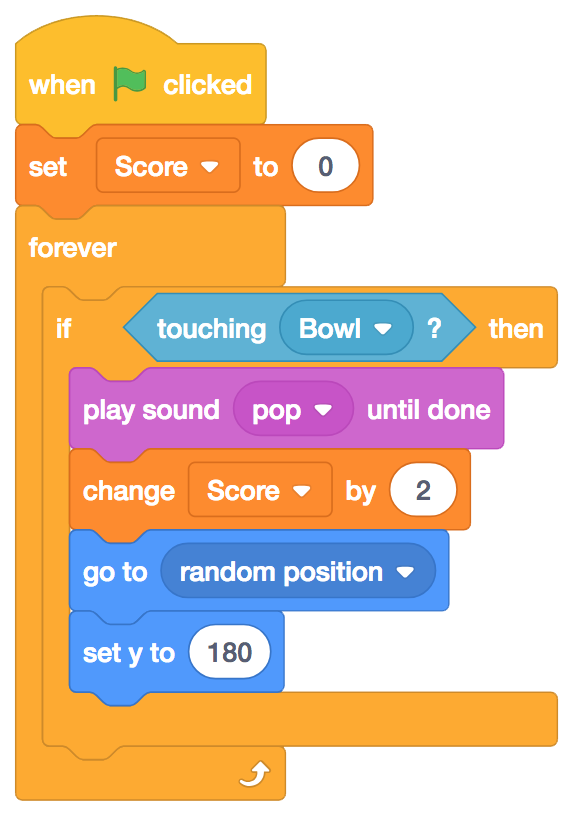 when clicked
set Score to 0
forever
if touching Bowl ? then
play sound pop until done
change Score by 2
go to random position
set y to 180